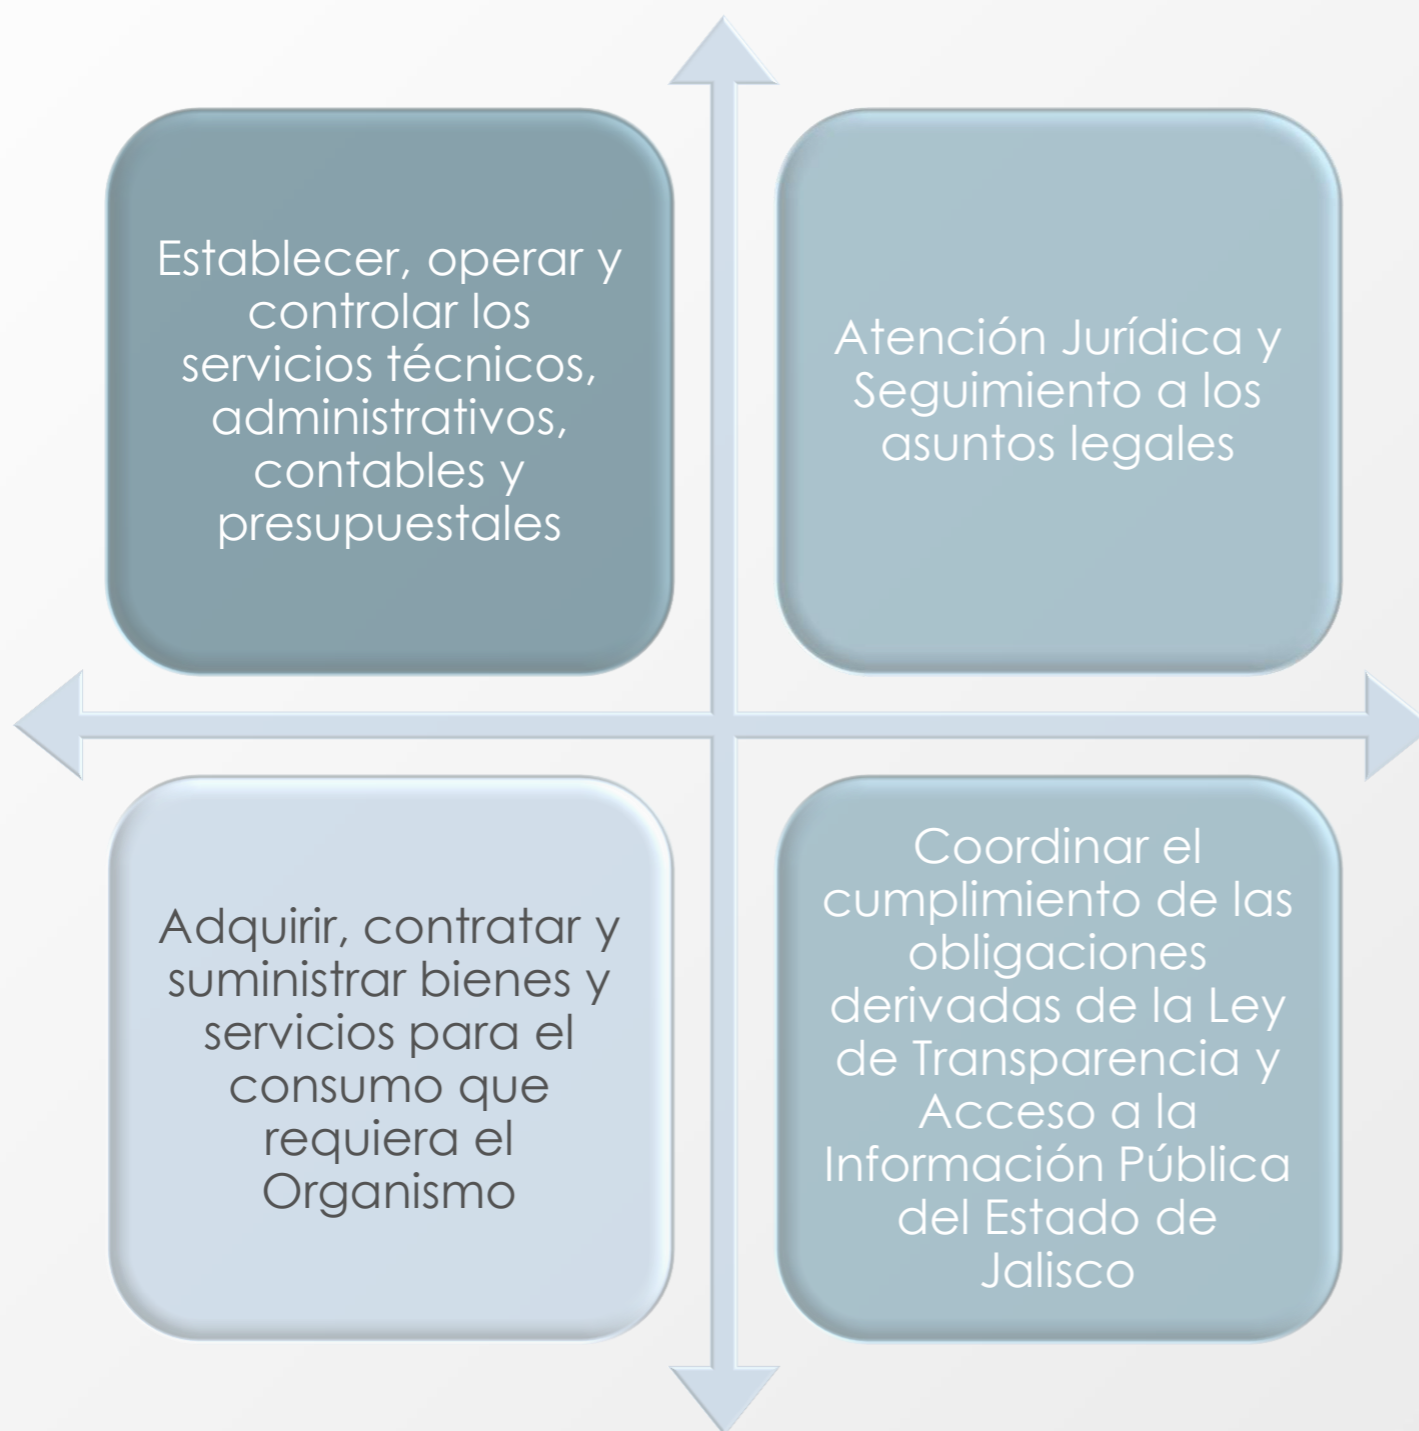 Establecer, operar y
controlar los
servicios técnicos,
administrativos,
contables y
presupuestales
Atención Jurídica y
Seguimiento a los
asuntos legales
Adquirir, contratar y
suministrar bienes y
servicios para el
consumo que
requiera el
Organismo
Coordinar el
cumplimiento de las
obligaciones
derivadas de la Ley
de Transparencia y
Acceso a la
Información Pública
del Estado de
Jalisco